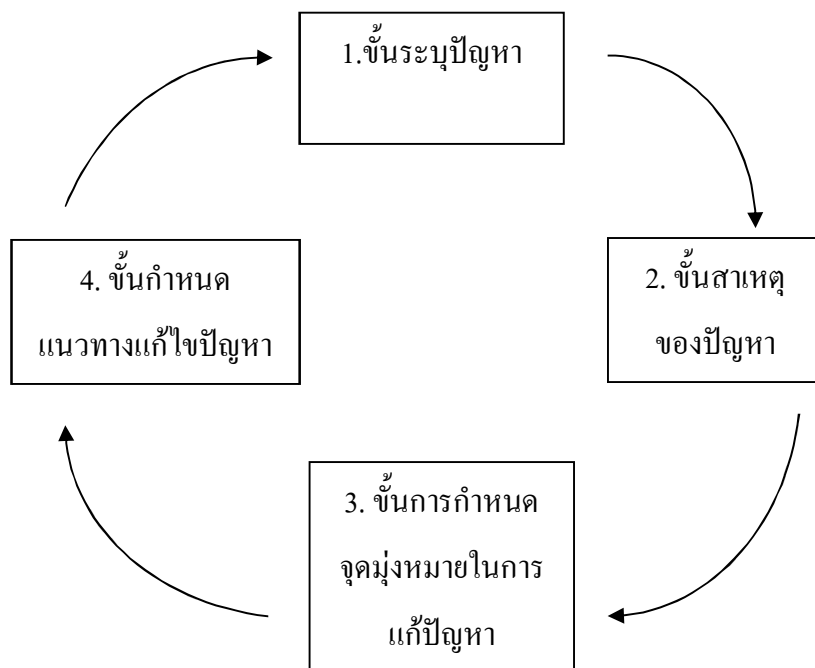 1.ขั้นระบุปัญหา
2. ขั้นสาเหตุ
ของปัญหา
3. ขั้นการกำหนด
จุดมุ่งหมายในการ
แก้ปัญหา
4. ขั้นกำหนด
แนวทางแก้ไขปัญหา